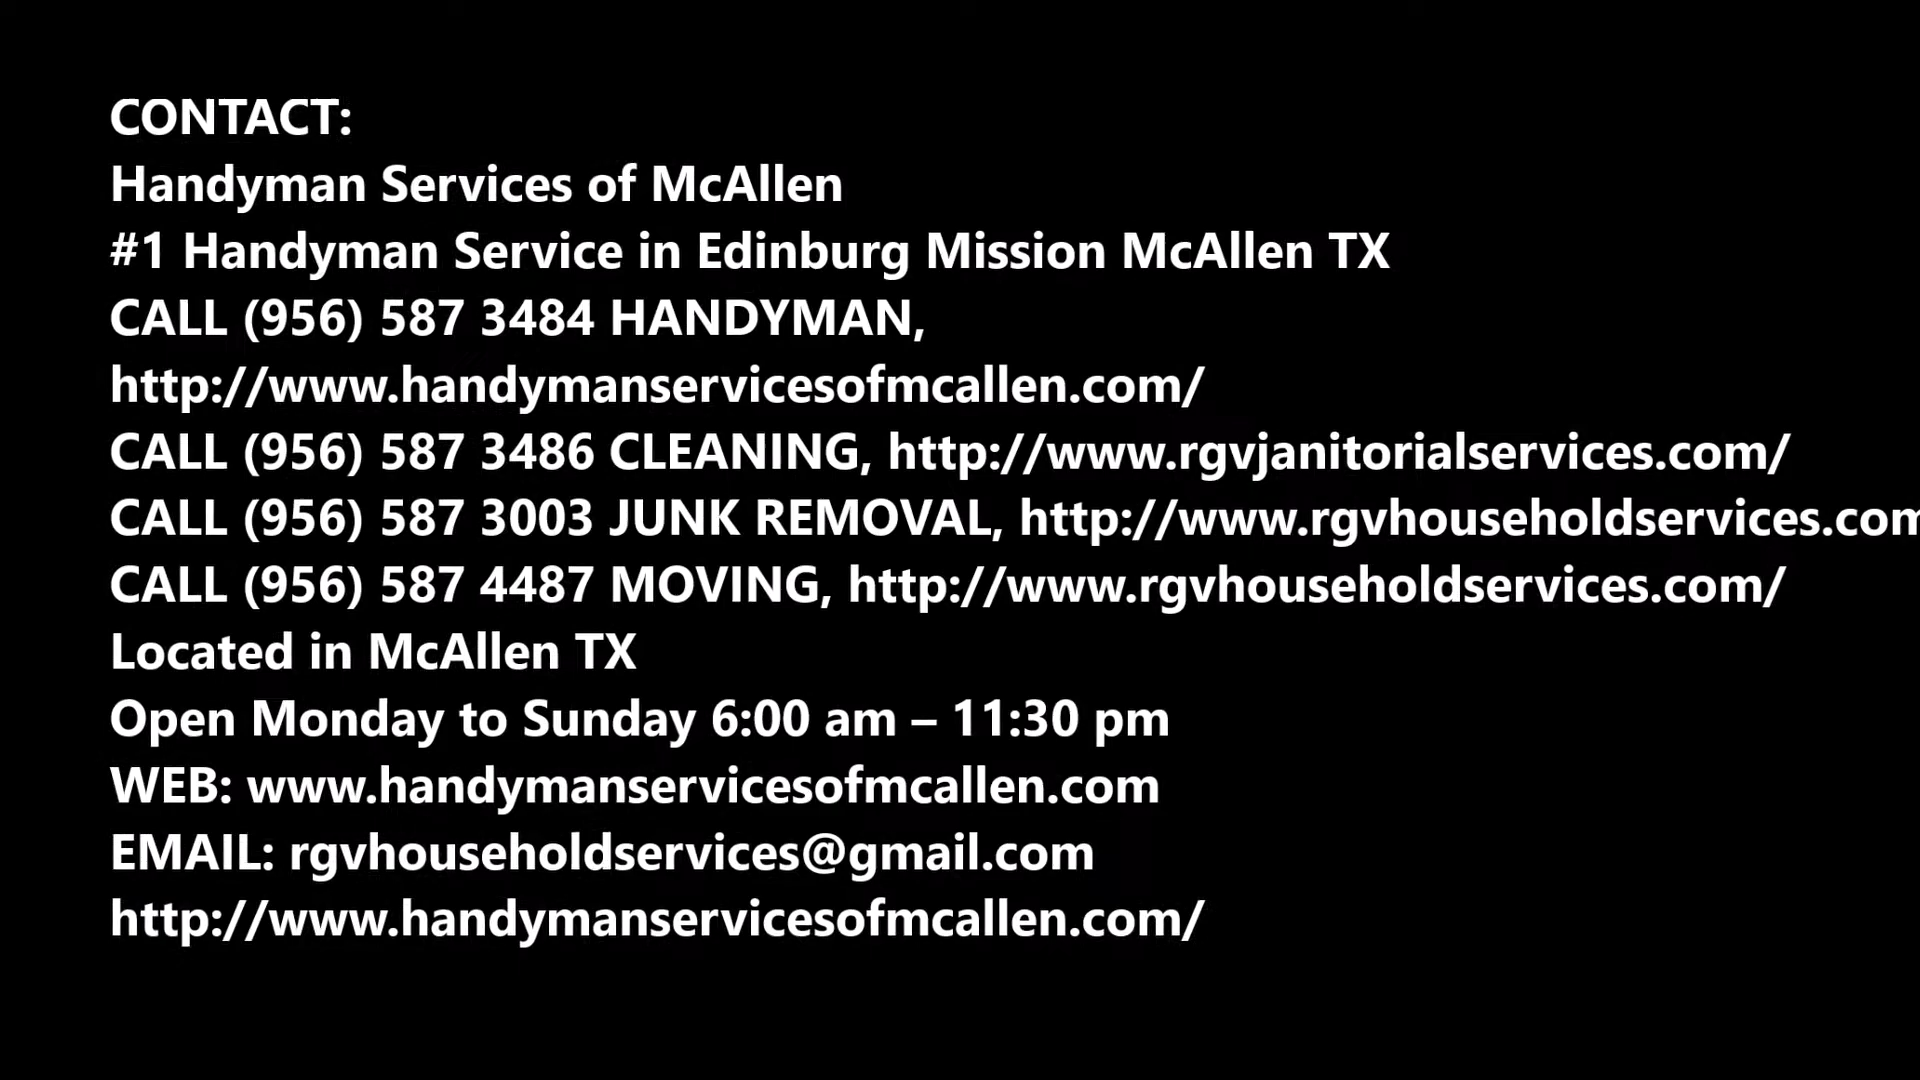 CONTACT:
Handyman Services of McAllen
#1 Handyman Service in Edinburg Mission McAllen TX
CALL (956) 587 3484 HANDYMAN,
http://www.handymanservicesofmcallen.com/
CALL (956) 587 3486 CLEANING, http://www.rgvjanitorialservices.com/
CALL (956) 587 3003 JUNK REMOVAL, http://www.rgvhouseholdservices.com
CALL (956) 587 4487 MOVING, http://www.rgvhouseholdservices.com/
Located in McAllen TX
Open Monday to Sunday 6:00 am – 11:30 pm
WEB: www.handymanservicesofmcallen.com
EMAIL: rgvhouseholdservices@gmail.com
http://www.handymanservicesofmcallen.com/